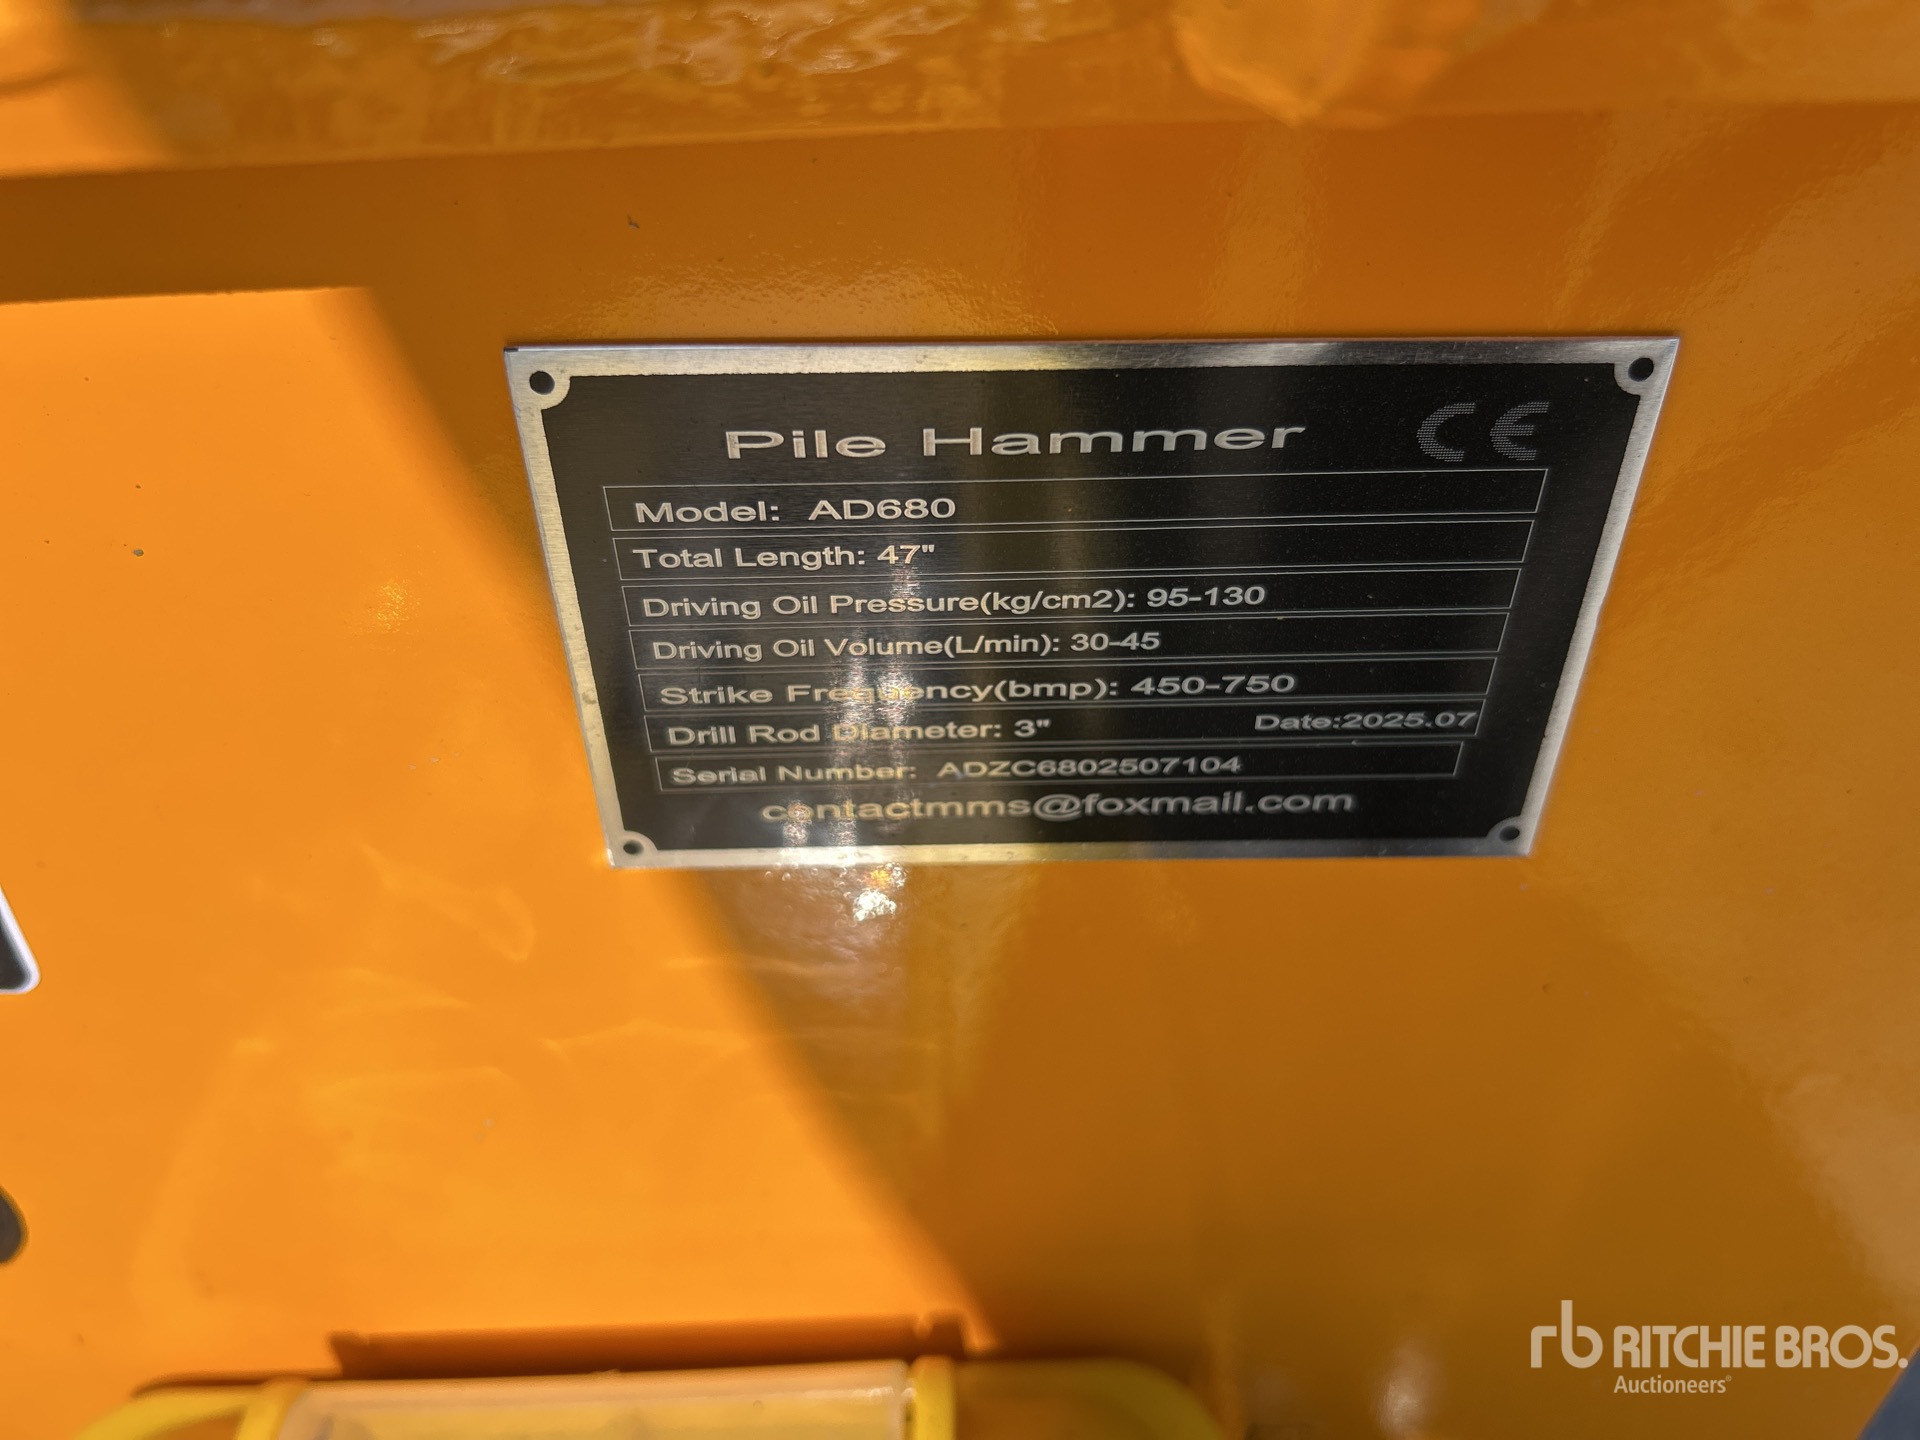 Pile Hammer CE
Model: AD680
Total Length: 47"
Driving Oil Pressure(kg/cm2): 95-130
Driving Oil Volume(L/min): 30-45
Strike Frequency(bmp): 450-750
Drill Rod Diameter: 3" Date:2025.07
Serial Number: ADZC6802507104
contactmms@foxmail.com
rb RITCHIE BROS.
Auctioneers